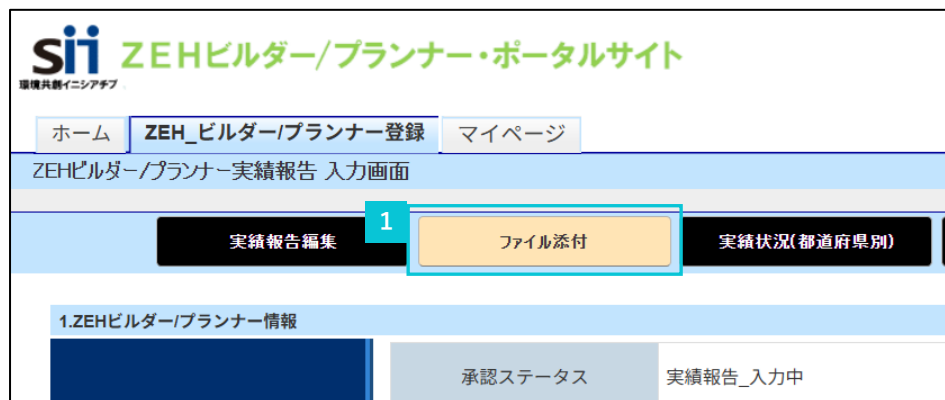 sii ZEHビルダー/プランナー・ポータルサイト
環境共創イニシアチブ
ホーム ZEH_ビルダー/プランナー登録 マイページ
ZEHビルダー/プランナー実績報告 入力画面
実績報告編集 1 ファイル添付 実績状況(都道府県別)
1.ZEHビルダー/プランナー情報
承認ステータス 実績報告_入力中